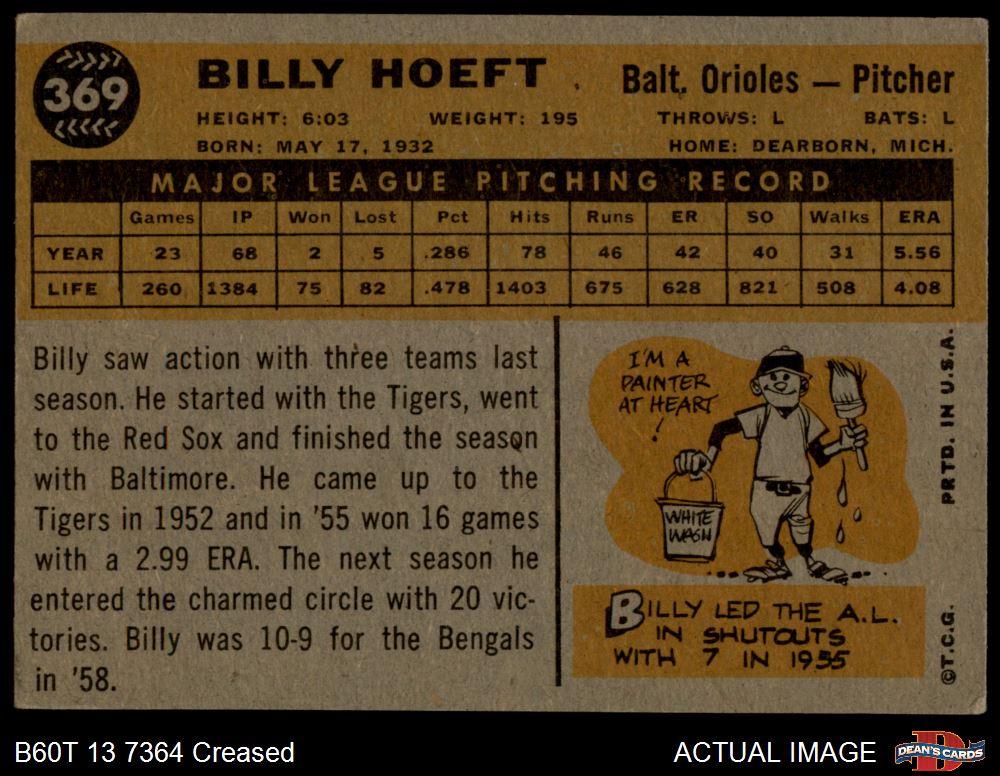 369
BILLY HOEFT
Balt. Orioles — Pitcher
HEIGHT: 6:03 WEIGHT: 195 THROWS: L BATS: L
BORN: MAY 17, 1932 HOME: DEARBORN, MICH.
MAJOR LEAGUE PITCHING RECORD
Games IP Won Lost Pct Hits Runs ER SO Walks ERA
YEAR 23 68 2 5 .286 78 46 42 40 31 5.56
LIFE 260 1384 75 82 .478 1403 675 628 821 508 4.08
Billy saw action with three teams last
season. He started with the Tigers, went
to the Red Sox and finished the season
with Baltimore. He came up to the
Tigers in 1952 and in '55 won 16 games
with a 2.99 ERA. The next season he
entered the charmed circle with 20 vic-
tories. Billy was 10-9 for the Bengals
in '58.
I'M A
PAINTER
AT HEART
!
WHITE
WASH
BILLY LED THE A.L.
IN SHUTOUTS
WITH 7 IN 1955
PRTD. IN U.S.A.
©T.C.G.
B60T 13 7364 Creased
ACTUAL IMAGE
D
DEAN'S CARDS